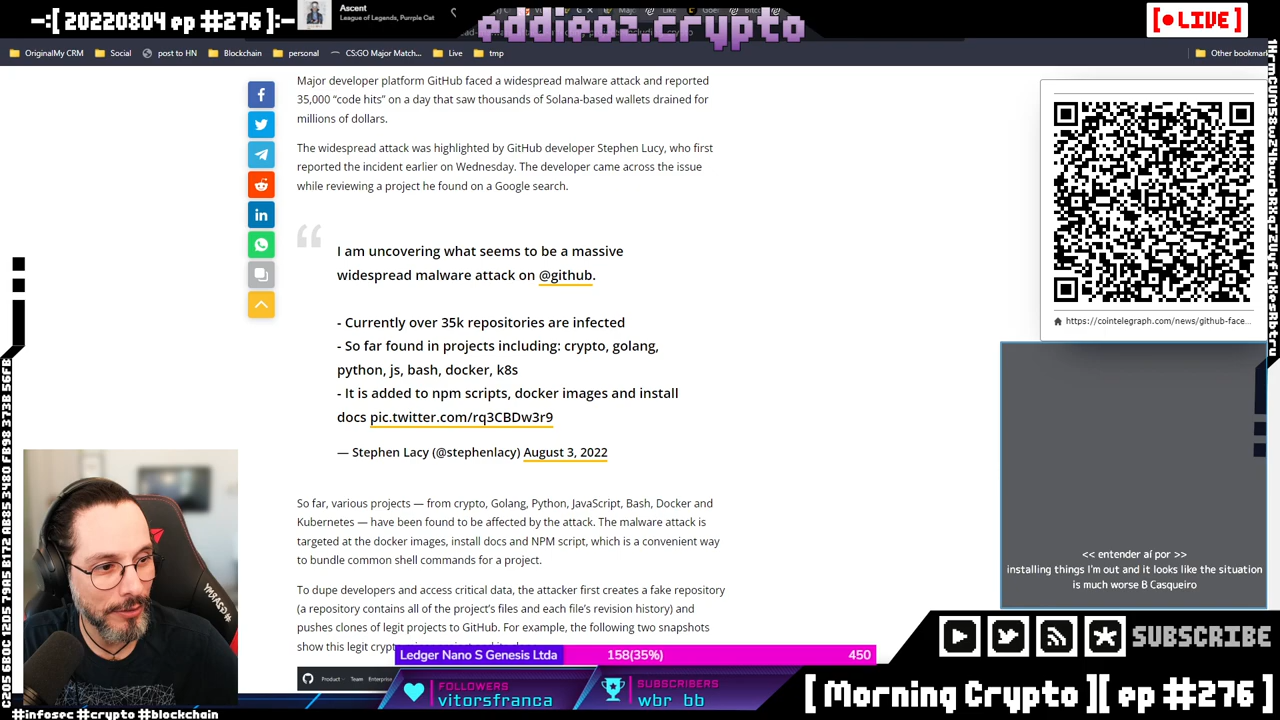 -:[ 20220804 ep #276 ]:-
Ascent
League of Legends, Purple Cat
eddieoz.crypto
[ • LIVE ]
OriginalMy CRM
Social
post to HN
Blockchain
personal
CS:GO Major Match...
Live
tmp
Other bookmar
Major developer platform GitHub faced a widespread malware attack and reported
35,000 “code hits” on a day that saw thousands of Solana-based wallets drained for
millions of dollars.
The widespread attack was highlighted by GitHub developer Stephen Lucy, who first
reported the incident earlier on Wednesday. The developer came across the issue
while reviewing a project he found on a Google search.
I am uncovering what seems to be a massive
widespread malware attack on @github.
- Currently over 35k repositories are infected
- So far found in projects including: crypto, golang,
python, js, bash, docker, k8s
- It is added to npm scripts, docker images and install
docs pic.twitter.com/rq3CBDw3r9
— Stephen Lacy (@stephenlacy) August 3, 2022
So far, various projects — from crypto, Golang, Python, JavaScript, Bash, Docker and
Kubernetes — have been found to be affected by the attack. The malware attack is
targeted at the docker images, install docs and NPM script, which is a convenient way
to bundle common shell commands for a project.
To dupe developers and access critical data, the attacker first creates a fake repository
(a repository contains all of the project’s files and each file’s revision history) and
pushes clones of legit projects to GitHub. For example, the following two snapshots
show this legit crypt
Product
Team
Enterprise
https://cointelegraph.com/news/github-face...
<< entender aí por >>
installing things I'm out and it looks like the situation
is much worse B Casqueiro
SUBSCRIBE
Ledger Nano S Genesis Ltda
158(35%)
450
FOLLOWERS
vitorsfranca
SUBSCRIBERS
wbr_bb
[ Morning Crypto ][ ep #276 ]
#infosec #crypto #blockchain